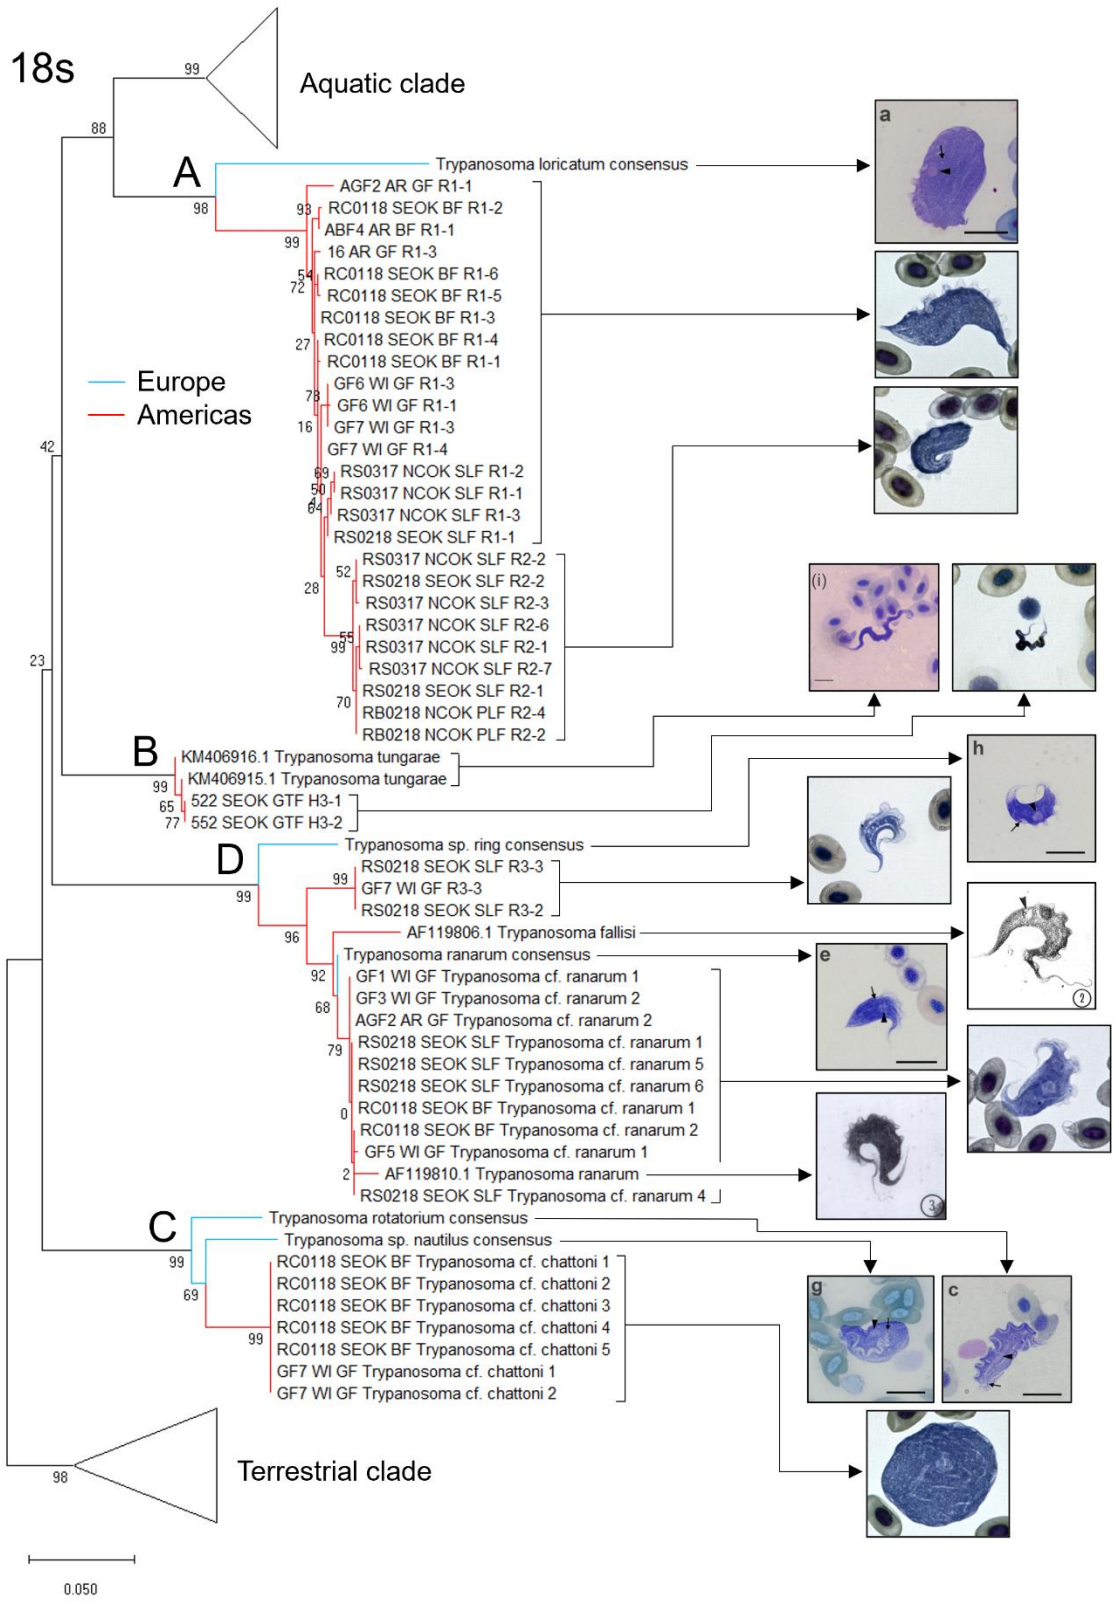 18s
99
Aquatic clade
88
a
A
Trypanosoma loricatum consensus
98
AGF2 AR GF R1-1
93
RC0118 SEOK BF R1-2
ABF4 AR BF R1-1
99
16 AR GF R1-3
54
RC0118 SEOK BF R1-6
72
RC0118 SEOK BF R1-5
RC0118 SEOK BF R1-3
RC0118 SEOK BF R1-4
27
RC0118 SEOK BF R1-1
Europe
GF6 WI GF R1-3
78
GF6 WI GF R1-1
Americas
GF7 WI GF R1-3
16
GF7 WI GF R1-4
42
RS0317 NCOK SLF R1-2
69
RS0317 NCOK SLF R1-1
50
4
64
RS0317 NCOK SLF R1-3
RS0218 SEOK SLF R1-1
RS0317 NCOK SLF R2-2
52
RS0218 SEOK SLF R2-2
28
RS0317 NCOK SLF R2-3
(i)
RS0317 NCOK SLF R2-6
55
99
RS0317 NCOK SLF R2-1
23
RS0317 NCOK SLF R2-7
RS0218 SEOK SLF R2-1
70
RB0218 NCOK PLF R2-4
RB0218 NCOK PLF R2-2
B
KM406916.1 Trypanosoma tungarae
h
KM406915.1 Trypanosoma tungarae
99
522 SEOK GTF H3-1
65
552 SEOK GTF H3-2
77
D
Trypanosoma sp. ring consensus
RS0218 SEOK SLF R3-3
99
GF7 WI GF R3-3
99
RS0218 SEOK SLF R3-2
96
AF119806.1 Trypanosoma fallisi
Trypanosoma ranarum consensus
e
92
GF1 WI GF Trypanosoma cf. ranarum 1
2
GF3 WI GF Trypanosoma cf. ranarum 2
68
AGF2 AR GF Trypanosoma cf. ranarum 2
RS0218 SEOK SLF Trypanosoma cf. ranarum 1
79
RS0218 SEOK SLF Trypanosoma cf. ranarum 5
RS0218 SEOK SLF Trypanosoma cf. ranarum 6
RC0118 SEOK BF Trypanosoma cf. ranarum 1
0
RC0118 SEOK BF Trypanosoma cf. ranarum 2
GF5 WI GF Trypanosoma cf. ranarum 1
2
AF119810.1 Trypanosoma ranarum
RS0218 SEOK SLF Trypanosoma cf. ranarum 4
3
C
Trypanosoma rotatorium consensus
Trypanosoma sp. nautilus consensus
99
RC0118 SEOK BF Trypanosoma cf. chattoni 1
RC0118 SEOK BF Trypanosoma cf. chattoni 2
g
c
69
RC0118 SEOK BF Trypanosoma cf. chattoni 3
RC0118 SEOK BF Trypanosoma cf. chattoni 4
99
RC0118 SEOK BF Trypanosoma cf. chattoni 5
GF7 WI GF Trypanosoma cf. chattoni 1
GF7 WI GF Trypanosoma cf. chattoni 2
98
Terrestrial clade
0.050